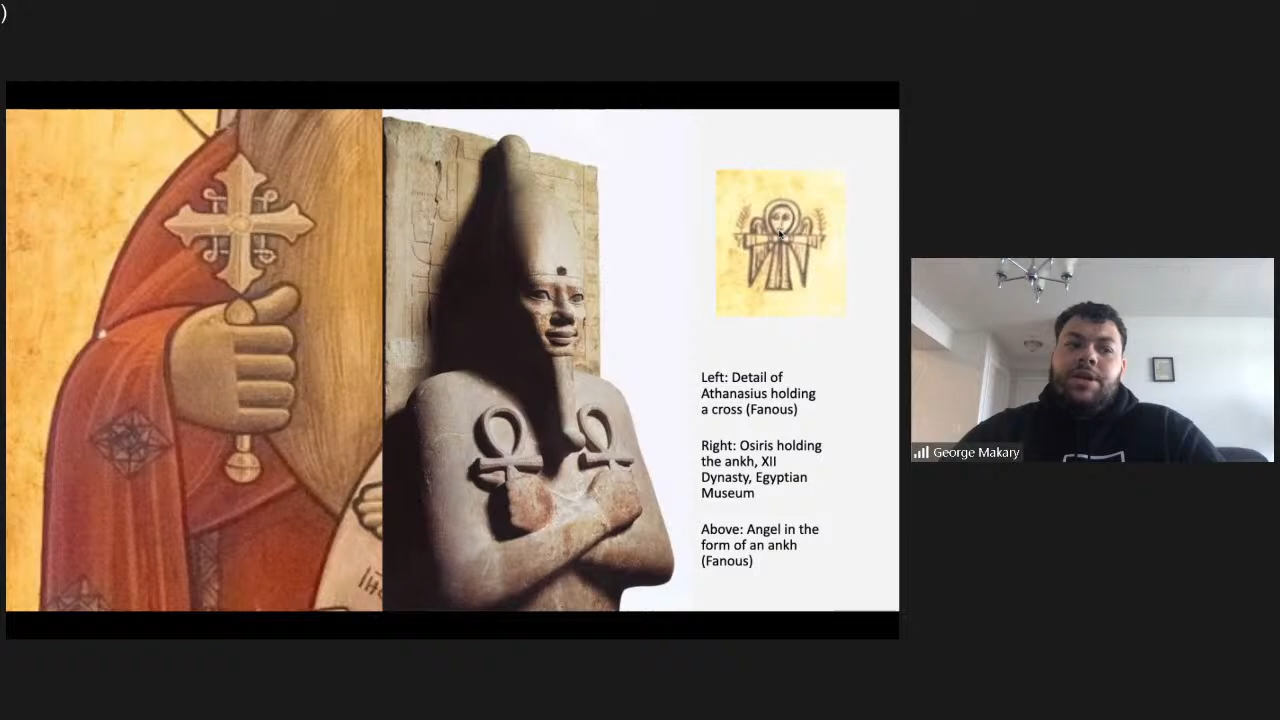 )
Left: Detail of
Athanasius holding
a cross (Fanous)
Right: Osiris holding
the ankh, XII
Dynasty, Egyptian
Museum
Above: Angel in the
form of an ankh
(Fanous)
George Makary